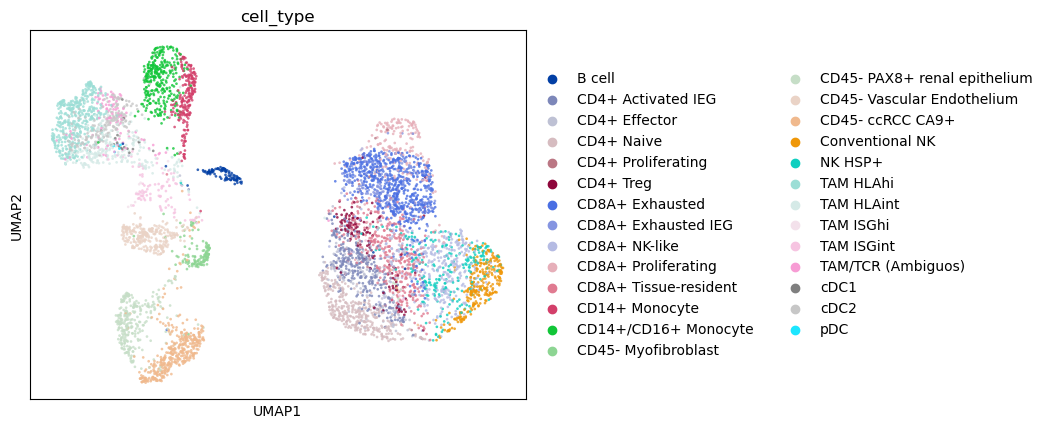 cell_type
UMAP2
UMAP1
B cell
CD4+ Activated IEG
CD4+ Effector
CD4+ Naive
CD4+ Proliferating
CD4+ Treg
CD8A+ Exhausted
CD8A+ Exhausted IEG
CD8A+ NK-like
CD8A+ Proliferating
CD8A+ Tissue-resident
CD14+ Monocyte
CD14+/CD16+ Monocyte
CD45- Myofibroblast
CD45- PAX8+ renal epithelium
CD45- Vascular Endothelium
CD45- ccRCC CA9+
Conventional NK
NK HSP+
TAM HLAhi
TAM HLAint
TAM ISGhi
TAM ISGint
TAM/TCR (Ambiguos)
cDC1
cDC2
pDC